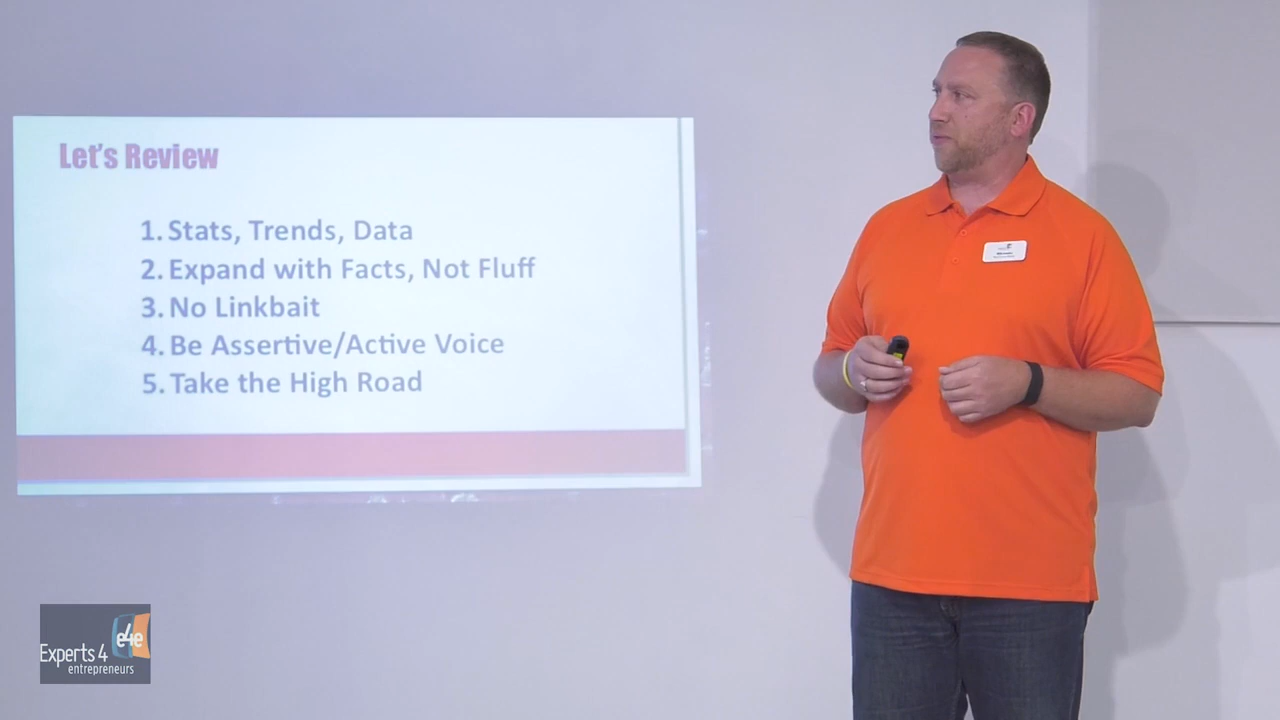 Let's Review
1. Stats, Trends, Data
2. Expand with Facts, Not Fluff
3. No Linkbait
4. Be Assertive/Active Voice
5. Take the High Road
e4e
Experts 4
entrepreneurs